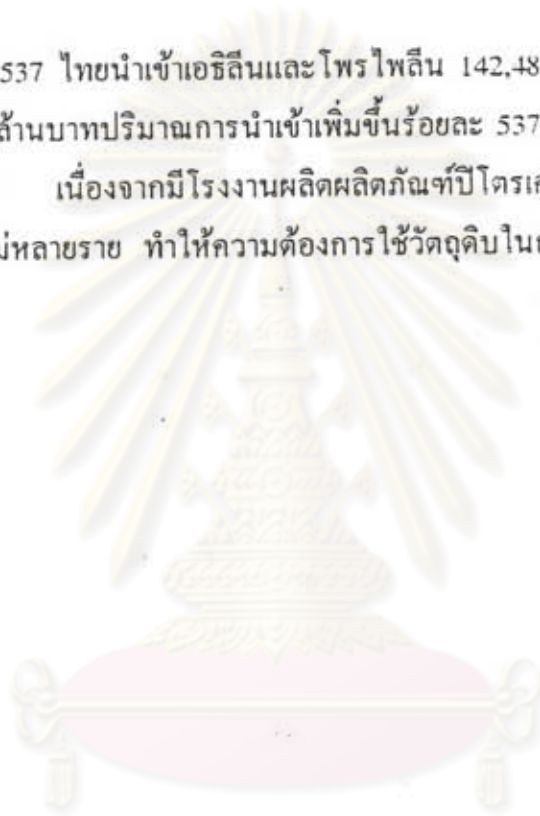 537 ไทยนำเข้าเอธิลีนและโพรไพลีน 142,48
ล้านบาทปริมาณการนำเข้าเพิ่มขึ้นร้อยละ 537
เนื่องจากมีโรงงานผลิตผลิตภัณฑ์ปิโตรเ
หลายราย ทำให้ความต้องการใช้วัตถุดิบใน